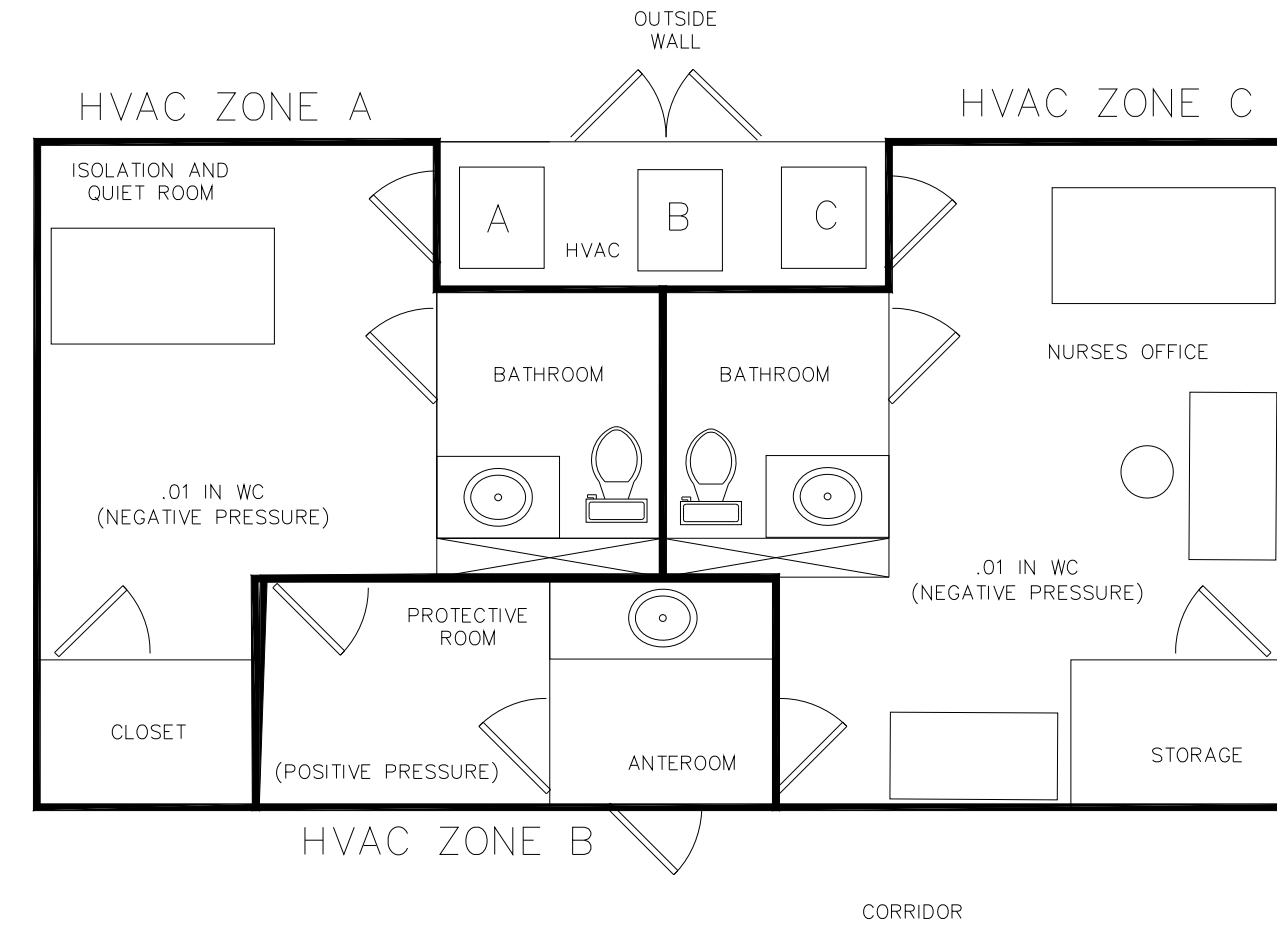 OUTSIDE
WALL
HVAC ZONE A
HVAC ZONE C
ISOLATION AND
QUIET ROOM
A
B
C
HVAC
BATHROOM
BATHROOM
NURSES OFFICE
.01 IN WC
(NEGATIVE PRESSURE)
.01 IN WC
(NEGATIVE PRESSURE)
PROTECTIVE
ROOM
CLOSET
(POSITIVE PRESSURE)
ANTEROOM
STORAGE
HVAC ZONE B
CORRIDOR